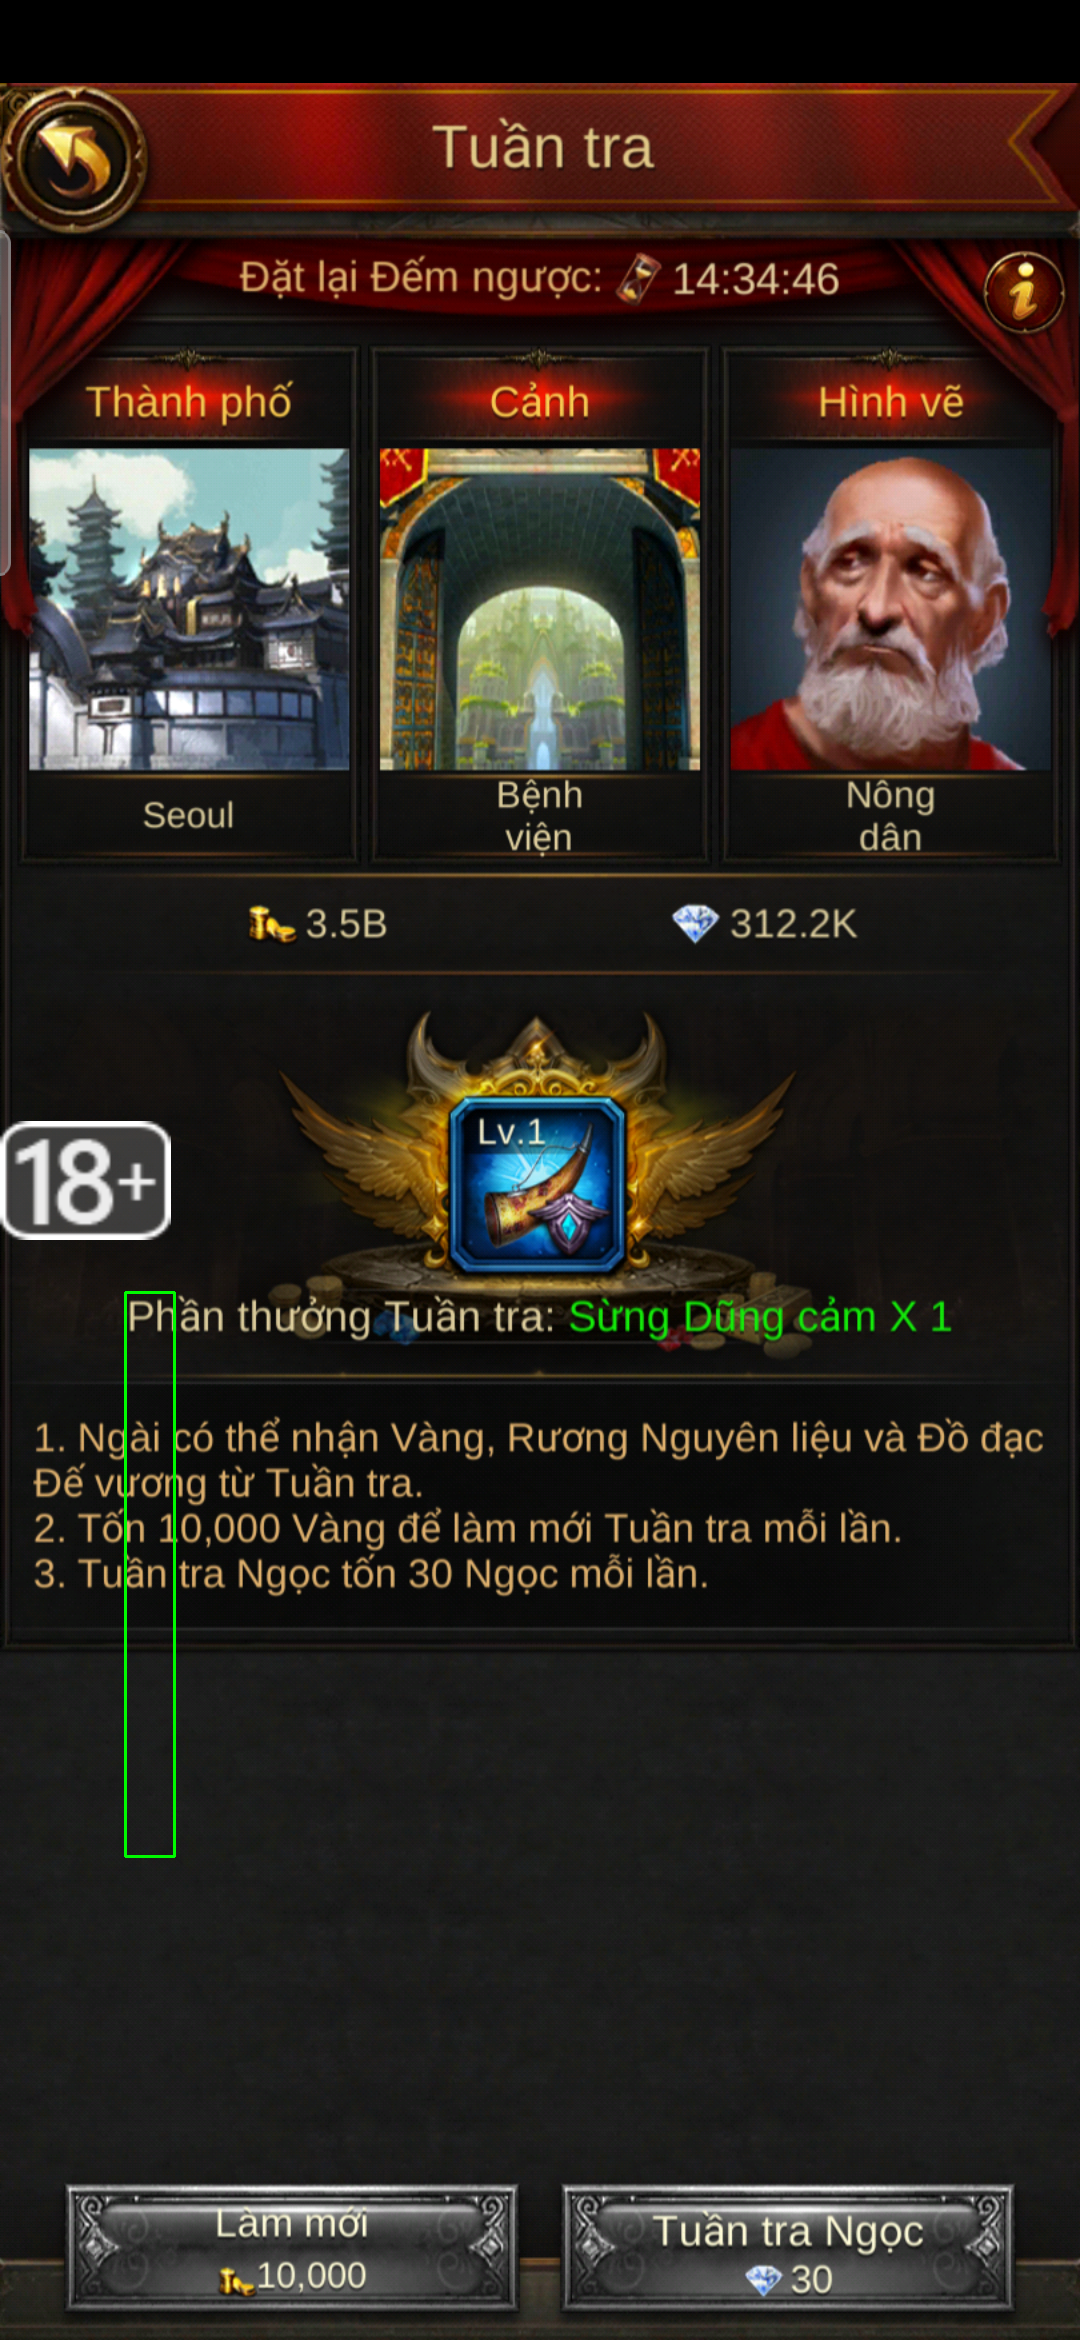 Tuần tra
Đặt lại Đếm ngược: 14:34:46
Thành phố
Cảnh
Hình vẽ
Seoul
Bệnh
viện
Nông
dân
3.5B
312.2K
Lv.1
18+
Phần thưởng Tuần tra: Sừng Dũng cảm X 1
1. Ngài có thể nhận Vàng, Rương Nguyên liệu và Đồ đạc
Đế vương từ Tuần tra.
2. Tốn 10,000 Vàng để làm mới Tuần tra mỗi lần.
3. Tuần tra Ngọc tốn 30 Ngọc mỗi lần.
Làm mới
10,000
Tuần tra Ngọc
30